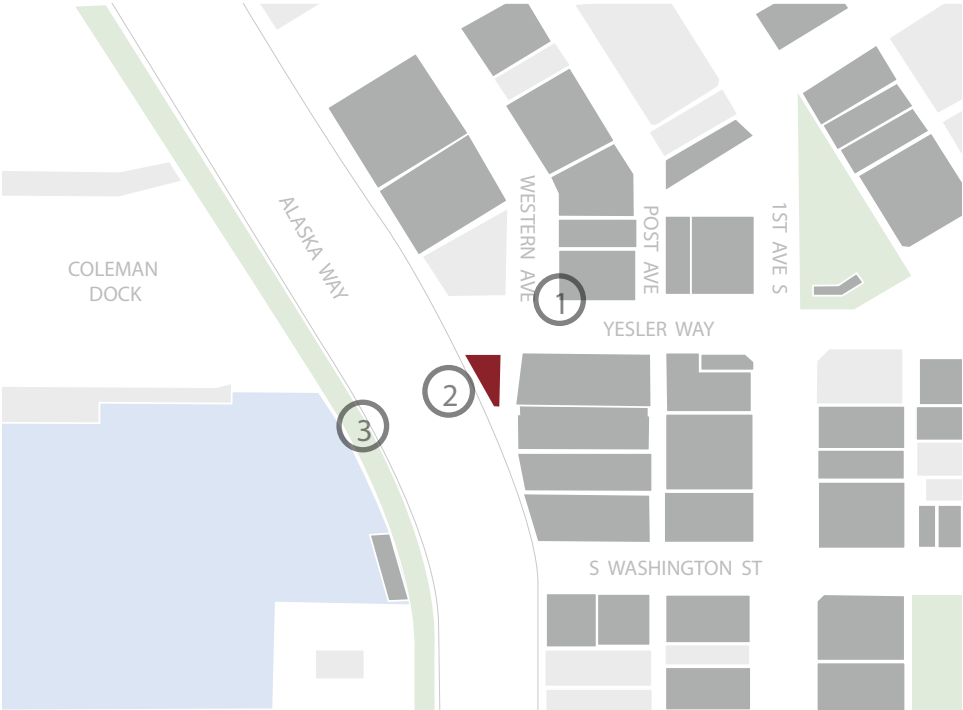 ALASKA WAY
WESTERN AVE
POST AVE
1ST AVE S
COLEMAN
DOCK
1
YESLER WAY
2
3
S WASHINGTON ST